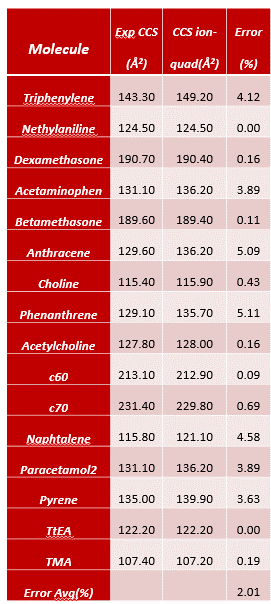 Molecule Exp CCS (Å²) CCS ion-quad(Å²) Error (%)
Triphenylene 143.30 149.20 4.12
Nethylaniline 124.50 124.50 0.00
Dexamethasone 190.70 190.40 0.16
Acetaminophen 131.10 136.20 3.89
Betamethasone 189.60 189.40 0.11
Anthracene 129.60 136.20 5.09
Choline 115.40 115.90 0.43
Phenanthrene 129.10 135.70 5.11
Acetylcholine 127.80 128.00 0.16
c60 213.10 212.90 0.09
c70 231.40 229.80 0.69
Naphtalene 115.80 121.10 4.58
Paracetamol2 131.10 136.20 3.89
Pyrene 135.00 139.90 3.63
TtEA 122.20 122.20 0.00
TMA 107.40 107.20 0.19
Error Avg(%) 2.01